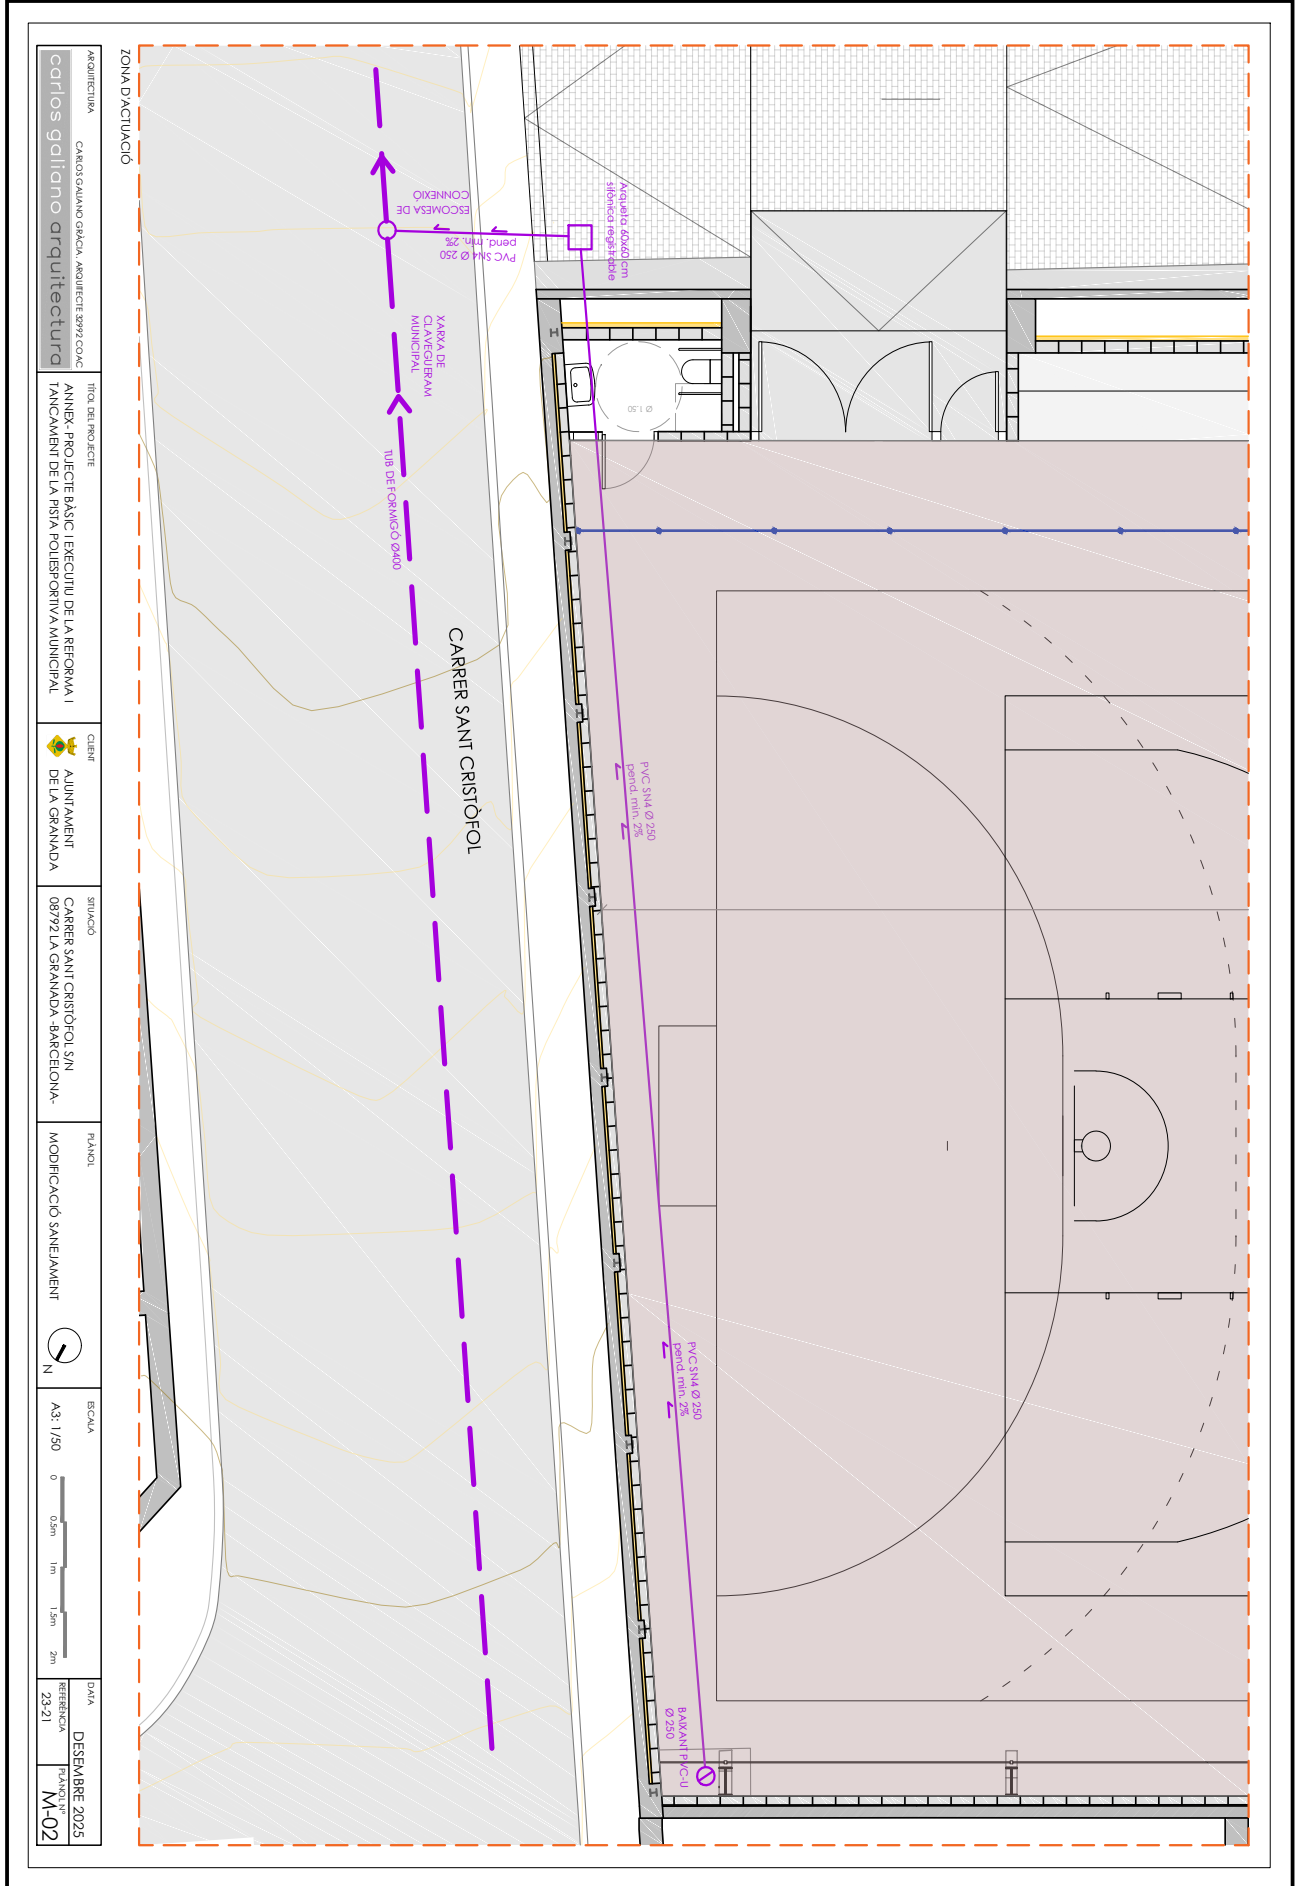 ZONA D'ACTUACIÓ
Arqueta 60x60 cm
sifònica registrable
ESCOMESA DE
CONNEXIÓ
PVC SN4 Ø 250
pend. mín. 2%
XARXA DE
CLAVEGUERAM
MUNICIPAL
TUB DE FORMIGÓ Ø400
Ø 1.50
CARRER SANT CRISTÒFOL
PVC SN4 Ø 250
pend. mín. 2%
PVC SN4 Ø 250
pend. mín. 2%
BAIXANT PVC-U
Ø 250
ARQUITECTURA
CARLOS GALIANO GRÀCIA, ARQUITECTE 32992 COAC
carlos galiano arquitectura
TÍTOL DEL PROJECTE
ANNEX- PROJECTE BÀSIC I EXECUTIU DE LA REFORMA I
TANCAMENT DE LA PISTA POLIESPORTIVA MUNICIPAL
CLIENT
AJUNTAMENT
DE LA GRANADA
SITUACIÓ
CARRER SANT CRISTÒFOL S/N
08792 LA GRANADA -BARCELONA-
PLÀNOL
MODIFICACIÓ SANEJAMENT
N
ESCALA
A3: 1/50
0 0.5m 1m 1.5m 2m
DATA
DESEMBRE 2025
REFERÈNCIA
23-21
PLÀNOL Nº
M-02